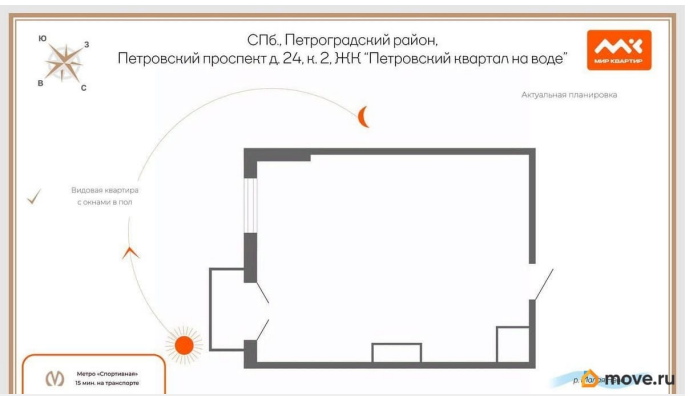 СПб., Петроградский район,
Петровский проспект д. 24, к. 2, ЖК "Петровский квартал на воде"
Ю
З
В
С
МИР КВАРТИР
Актуальная планировка
Видовая квартира
с окнами в пол
Метро «Спортивная»
15 мин. на транспорте
р.
move.ru